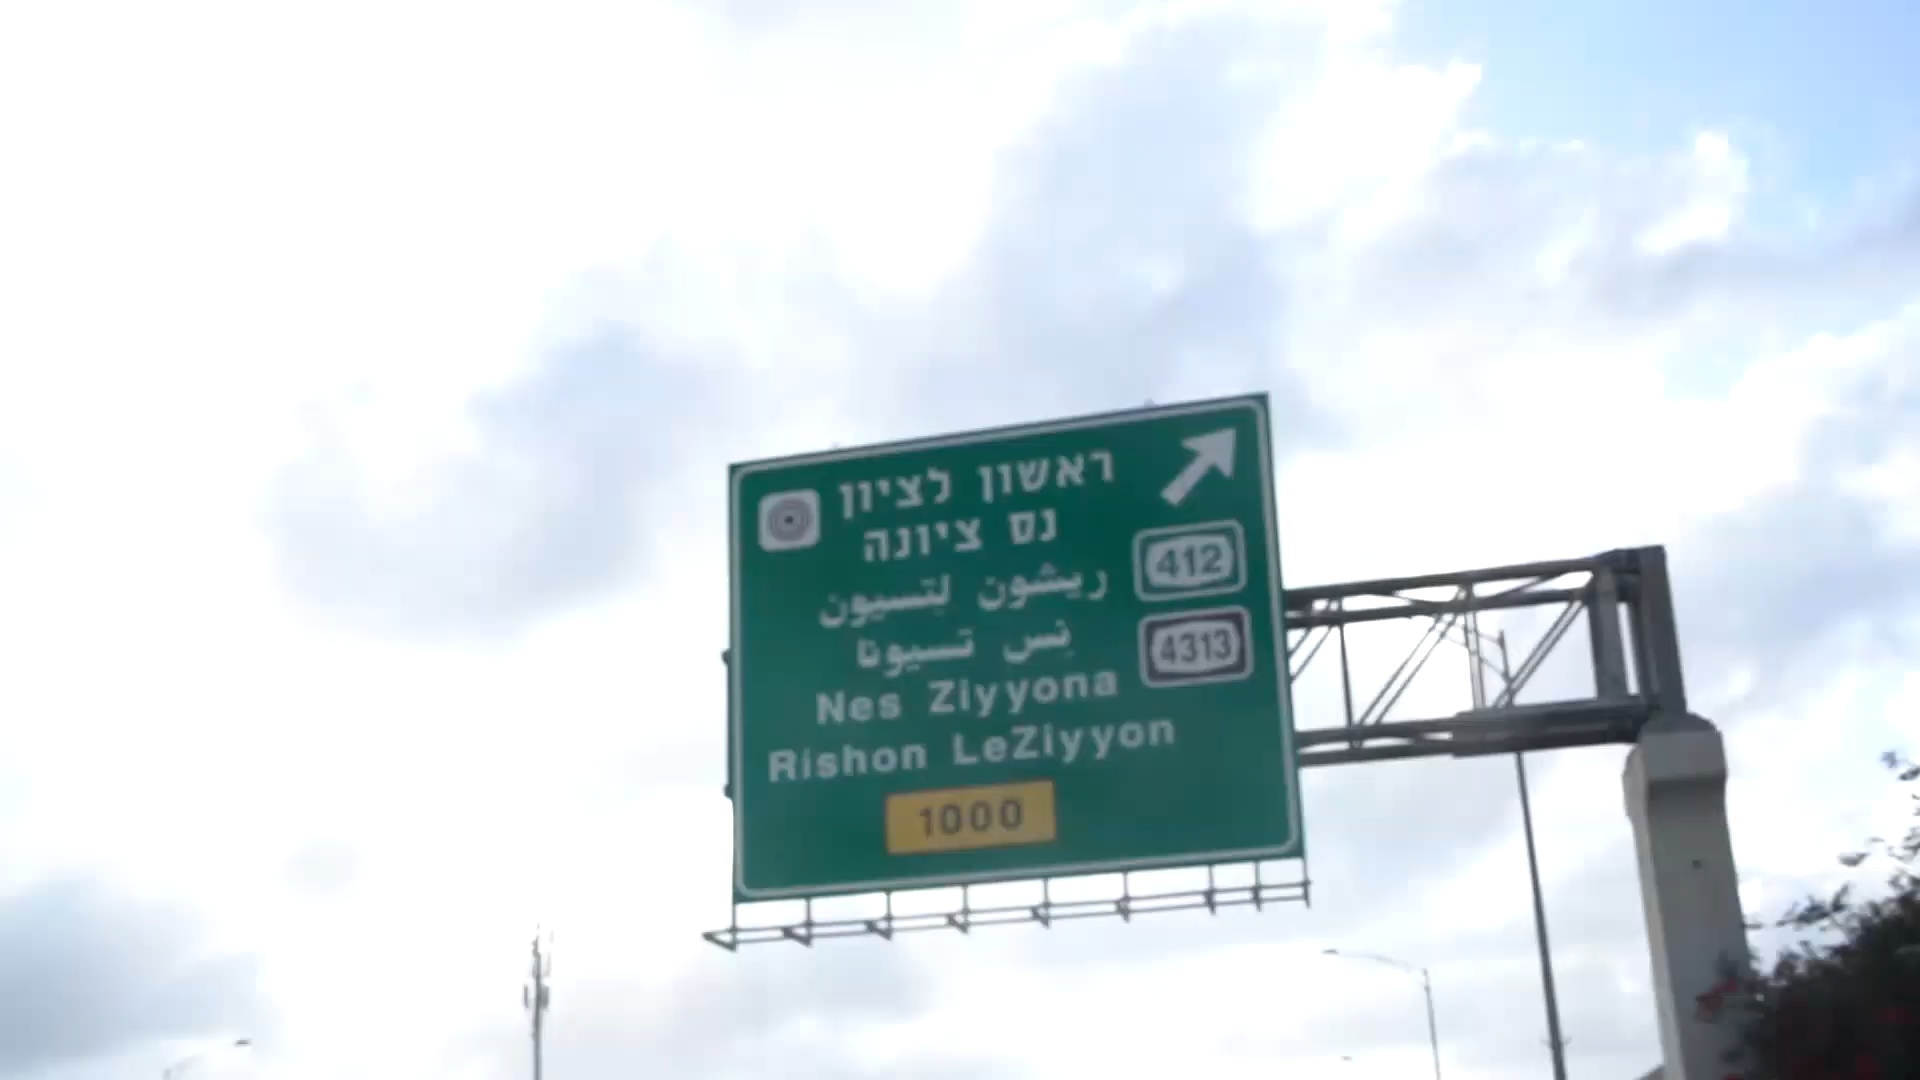 ראשון לציון
נס ציונה
ريشون لتسيون
نس تسيونا
Nes Ziyyona
Rishon LeZiyyon
412
4313
1000